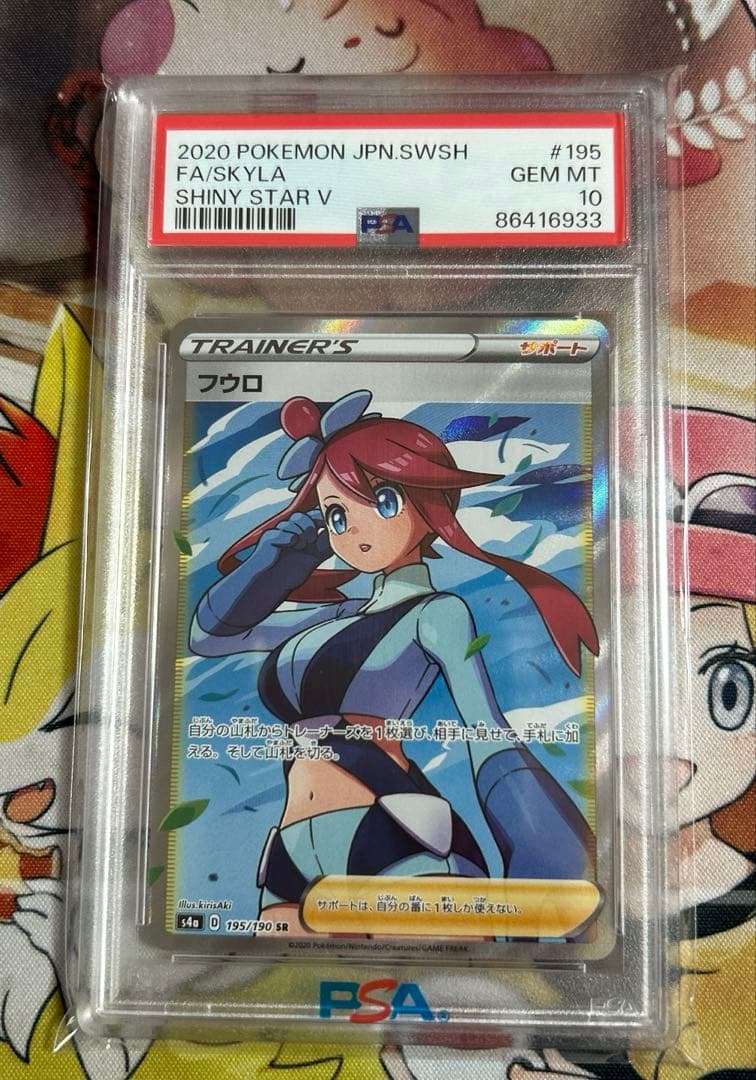 2020 POKEMON JPN.SWSH #195
FA/SKYLA GEM MT
SHINY STAR V 10
PSA 86416933
TRAINER'S サポート
フウロ
自分の山札からトレーナーズを1枚選び、相手に見せて、手札に加
える。そして山札を切る。
Illus.kirisAki
サポートは、自分の番に1枚しか使えない。
s4a D 195/190 SR
©2020 Pokémon/Nintendo/Creatures/GAME FREAK.
PSA